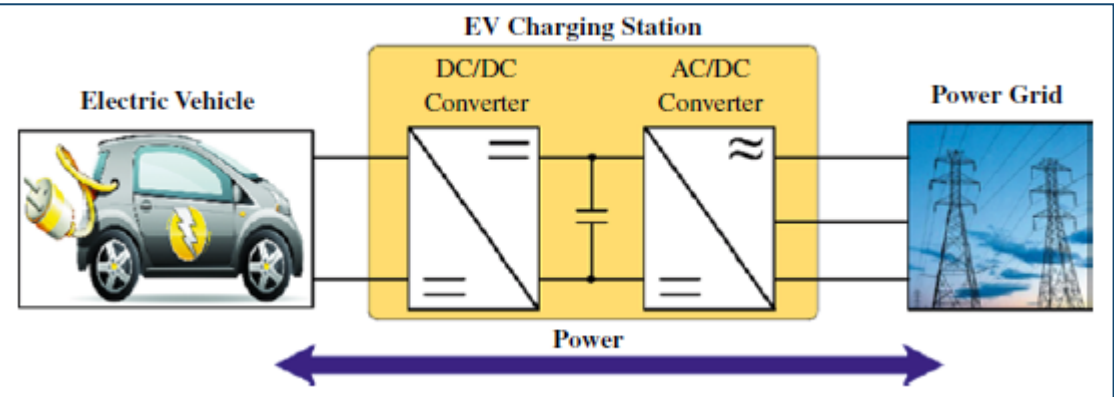 EV Charging Station
DC/DC
Converter
AC/DC
Converter
Electric Vehicle
Power Grid
Power